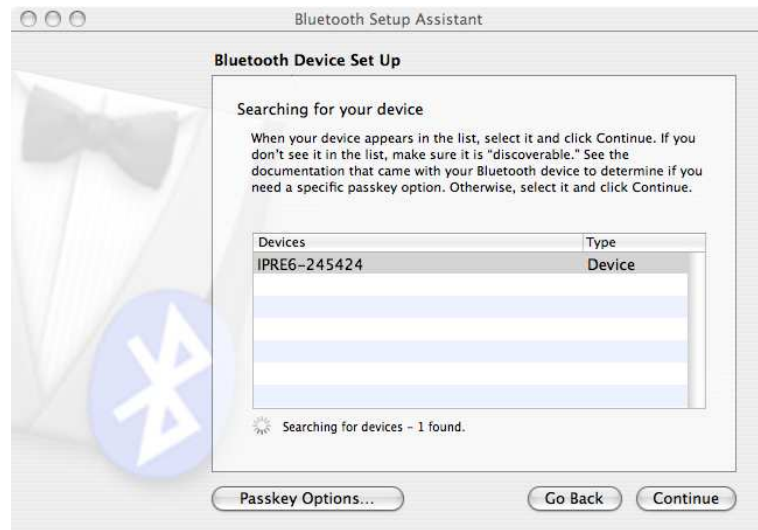 Bluetooth Setup Assistant
Bluetooth Device Set Up
Searching for your device
When your device appears in the list, select it and click Continue. If you
don't see it in the list, make sure it is “discoverable.” See the
documentation that came with your Bluetooth device to determine if you
need a specific passkey option. Otherwise, select it and click Continue.
Devices Type
IPRE6-245424 Device
Searching for devices – 1 found.
Passkey Options... Go Back Continue